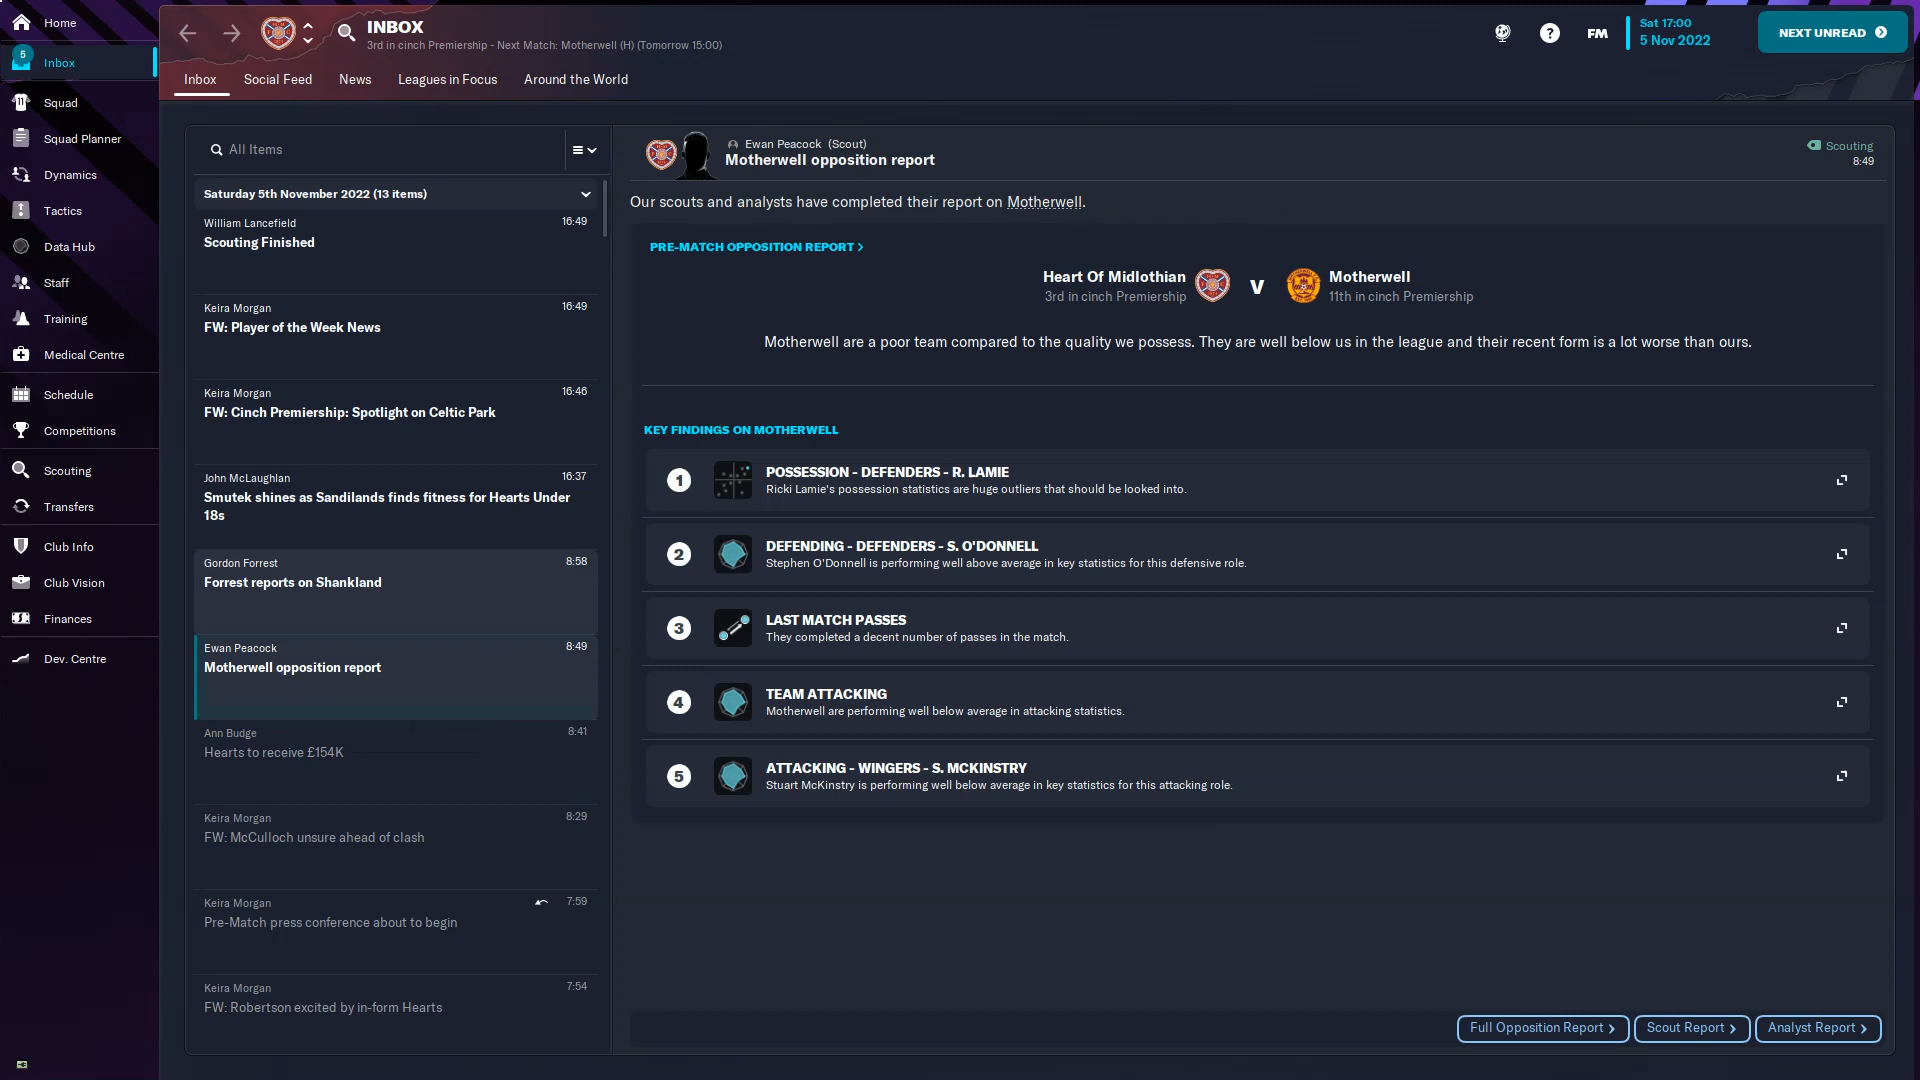 Home
5
Inbox
Squad
Squad Planner
Dynamics
Tactics
Data Hub
Staff
Training
Medical Centre
Schedule
Competitions
Scouting
Transfers
Club Info
Club Vision
Finances
Dev. Centre
INBOX
3rd in cinch Premiership - Next Match: Motherwell (H) (Tomorrow 15:00)
FM
Sat 17:00
5 Nov 2022
NEXT UNREAD
Inbox
Social Feed
News
Leagues in Focus
Around the World
All Items
Saturday 5th November 2022 (13 items)
William Lancefield 16:49
Scouting Finished
Keira Morgan 16:49
FW: Player of the Week News
Keira Morgan 16:46
FW: Cinch Premiership: Spotlight on Celtic Park
John McLaughlan 16:37
Smutek shines as Sandilands finds fitness for Hearts Under
18s
Gordon Forrest 8:58
Forrest reports on Shankland
Ewan Peacock 8:49
Motherwell opposition report
Ann Budge 8:41
Hearts to receive £154K
Keira Morgan 8:29
FW: McCulloch unsure ahead of clash
Keira Morgan 7:59
Pre-Match press conference about to begin
Keira Morgan 7:54
FW: Robertson excited by in-form Hearts
Ewan Peacock (Scout)
Motherwell opposition report
Scouting
8:49
Our scouts and analysts have completed their report on Motherwell.
PRE-MATCH OPPOSITION REPORT >
Heart Of Midlothian
3rd in cinch Premiership
V
Motherwell
11th in cinch Premiership
Motherwell are a poor team compared to the quality we possess. They are well below us in the league and their recent form is a lot worse than ours.
KEY FINDINGS ON MOTHERWELL
1
POSSESSION - DEFENDERS - R. LAMIE
Ricki Lamie's possession statistics are huge outliers that should be looked into.
2
DEFENDING - DEFENDERS - S. O'DONNELL
Stephen O'Donnell is performing well above average in key statistics for this defensive role.
3
LAST MATCH PASSES
They completed a decent number of passes in the match.
4
TEAM ATTACKING
Motherwell are performing well below average in attacking statistics.
5
ATTACKING - WINGERS - S. MCKINSTRY
Stuart McKinstry is performing well below average in key statistics for this attacking role.
Full Opposition Report >
Scout Report >
Analyst Report >